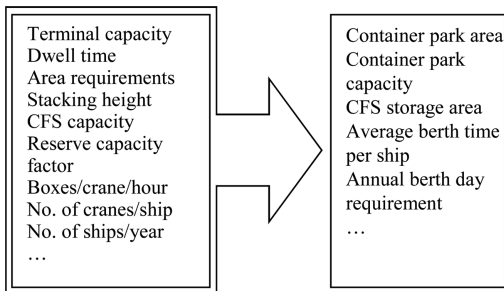 Terminal capacity
Dwell time
Area requirements
Stacking height
CFS capacity
Reserve capacity
factor
Boxes/crane/hour
No. of cranes/ship
No. of ships/year
…
Container park area
Container park
capacity
CFS storage area
Average berth time
per ship
Annual berth day
requirement
…